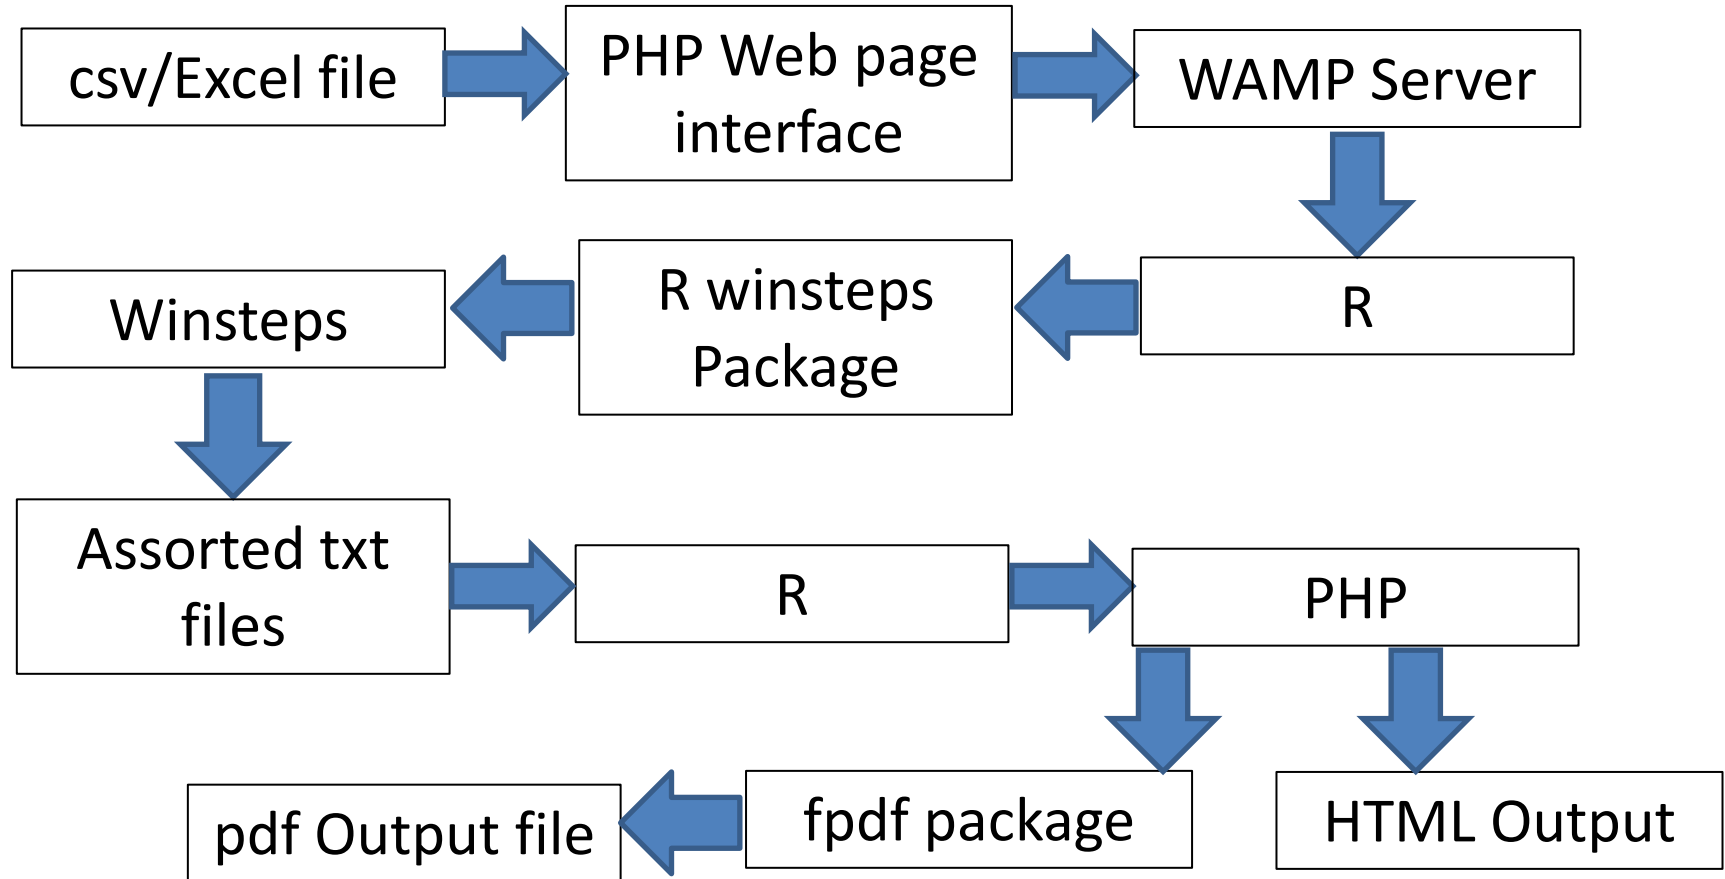 csv/Excel file
PHP Web page
interface
WAMP Server
R
R winsteps
Package
Winsteps
Assorted txt
files
R
PHP
fpdf package
pdf Output file
HTML Output